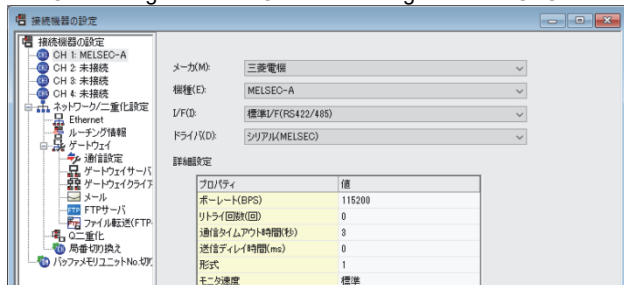 接続機器の設定
接続機器の設定
CH 1: MELSEC-A
CH 2: 未接続
CH 3: 未接続
CH 4: 未接続
ネットワーク/二重化設定
Ethernet
ルーチング情報
ゲートウェイ
通信設定
ゲートウェイサーバ
ゲートウェイクライア
メール
FTPサーバ
ファイル転送(FTP
Q二重化
局番切り換え
バッファメモリユニットNo.切
メーカ(M):
三菱電機
機種(E):
MELSEC-A
I/F(I):
標準I/F(RS422/485)
ドライバ(D):
シリアル(MELSEC)
詳細設定
プロパティ
値
ボーレート(BPS)
115200
リトライ回数(回)
0
通信タイムアウト時間(秒)
3
送信ディレイ時間(ms)
0
形式
1
モニタ速度
標準